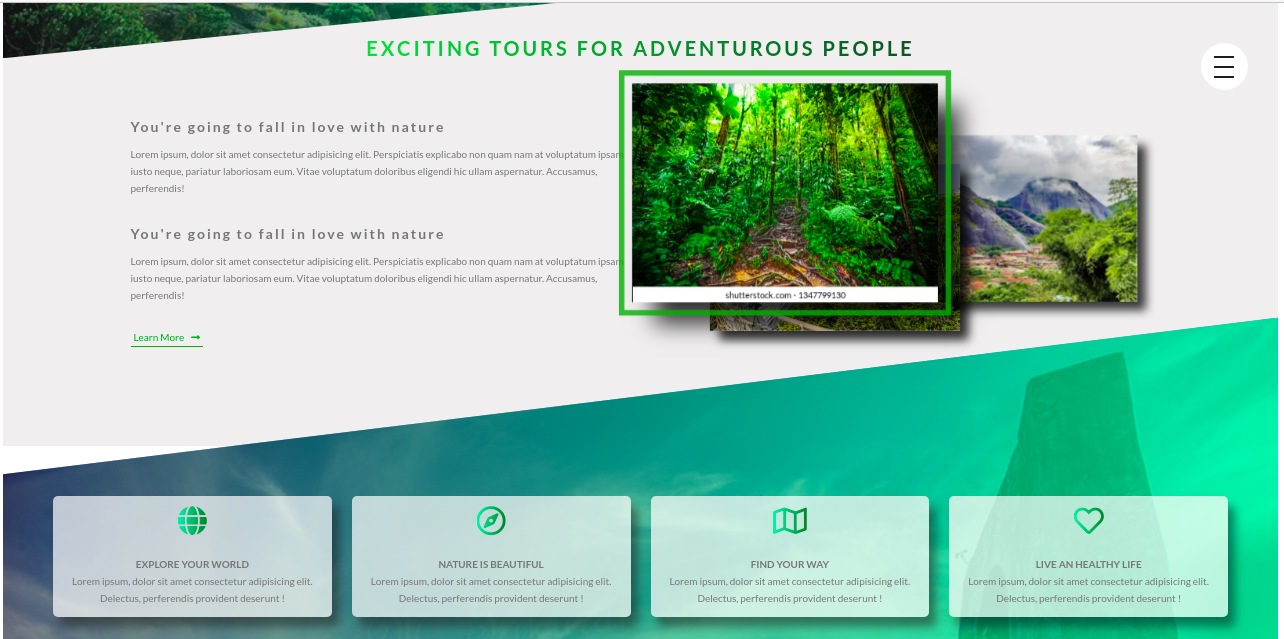 EXCITING TOURS FOR ADVENTUROUS PEOPLE
You're going to fall in love with nature
Lorem ipsum, dolor sit amet consectetur adipisicing elit. Perspiciatis explicabo non quam nam at voluptatum ipsam
iusto neque, pariatur laboriosam eum. Vitae voluptatum doloribus eligendi hic ullam aspernatur. Accusamus,
perferendis!
You're going to fall in love with nature
Lorem ipsum, dolor sit amet consectetur adipisicing elit. Perspiciatis explicabo non quam nam at voluptatum ipsam
iusto neque, pariatur laboriosam eum. Vitae voluptatum doloribus eligendi hic ullam aspernatur. Accusamus,
perferendis!
Learn More →
shutterstock.com · 1347799130
EXPLORE YOUR WORLD
Lorem ipsum, dolor sit amet consectetur adipisicing elit.
Delectus, perferendis provident deserunt !
NATURE IS BEAUTIFUL
Lorem ipsum, dolor sit amet consectetur adipisicing elit.
Delectus, perferendis provident deserunt !
FIND YOUR WAY
Lorem ipsum, dolor sit amet consectetur adipisicing elit.
Delectus, perferendis provident deserunt !
LIVE AN HEALTHY LIFE
Lorem ipsum, dolor sit amet consectetur adipisicing elit.
Delectus, perferendis provident deserunt !